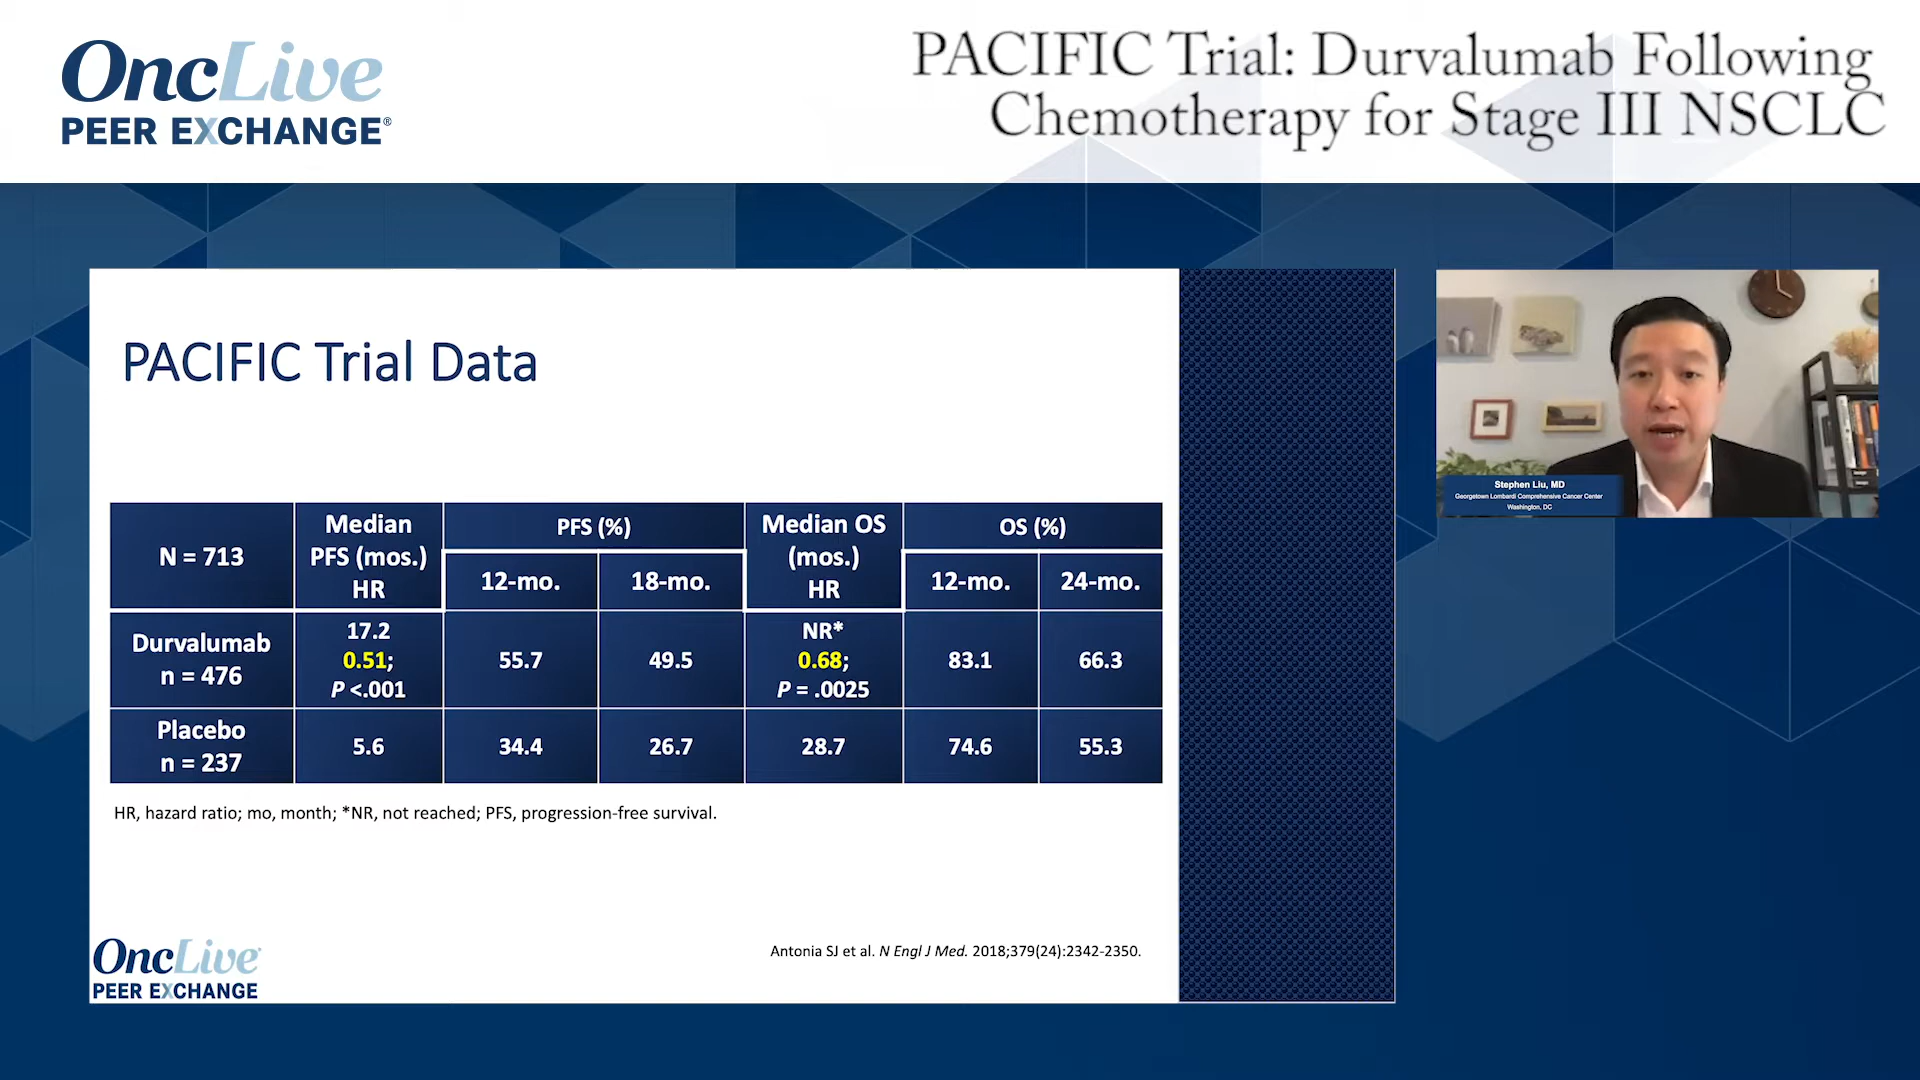 OncLive
PEER EXCHANGE®
PACIFIC Trial: Durvalumab Following
Chemotherapy for Stage III NSCLC
PACIFIC Trial Data
N = 713
Median
PFS (mos.)
HR
PFS (%)
12-mo.
18-mo.
Median OS
(mos.)
HR
OS (%)
12-mo.
24-mo.
Durvalumab
n = 476
17.2
0.51;
P <.001
55.7
49.5
NR*
0.68;
P = .0025
83.1
66.3
Placebo
n = 237
5.6
34.4
26.7
28.7
74.6
55.3
HR, hazard ratio; mo, month; *NR, not reached; PFS, progression-free survival.
Antonia SJ et al. N Engl J Med. 2018;379(24):2342-2350.
OncLive
PEER EXCHANGE
Stephen Liu, MD
Georgetown Lombardi Comprehensive Cancer Center
Washington, DC